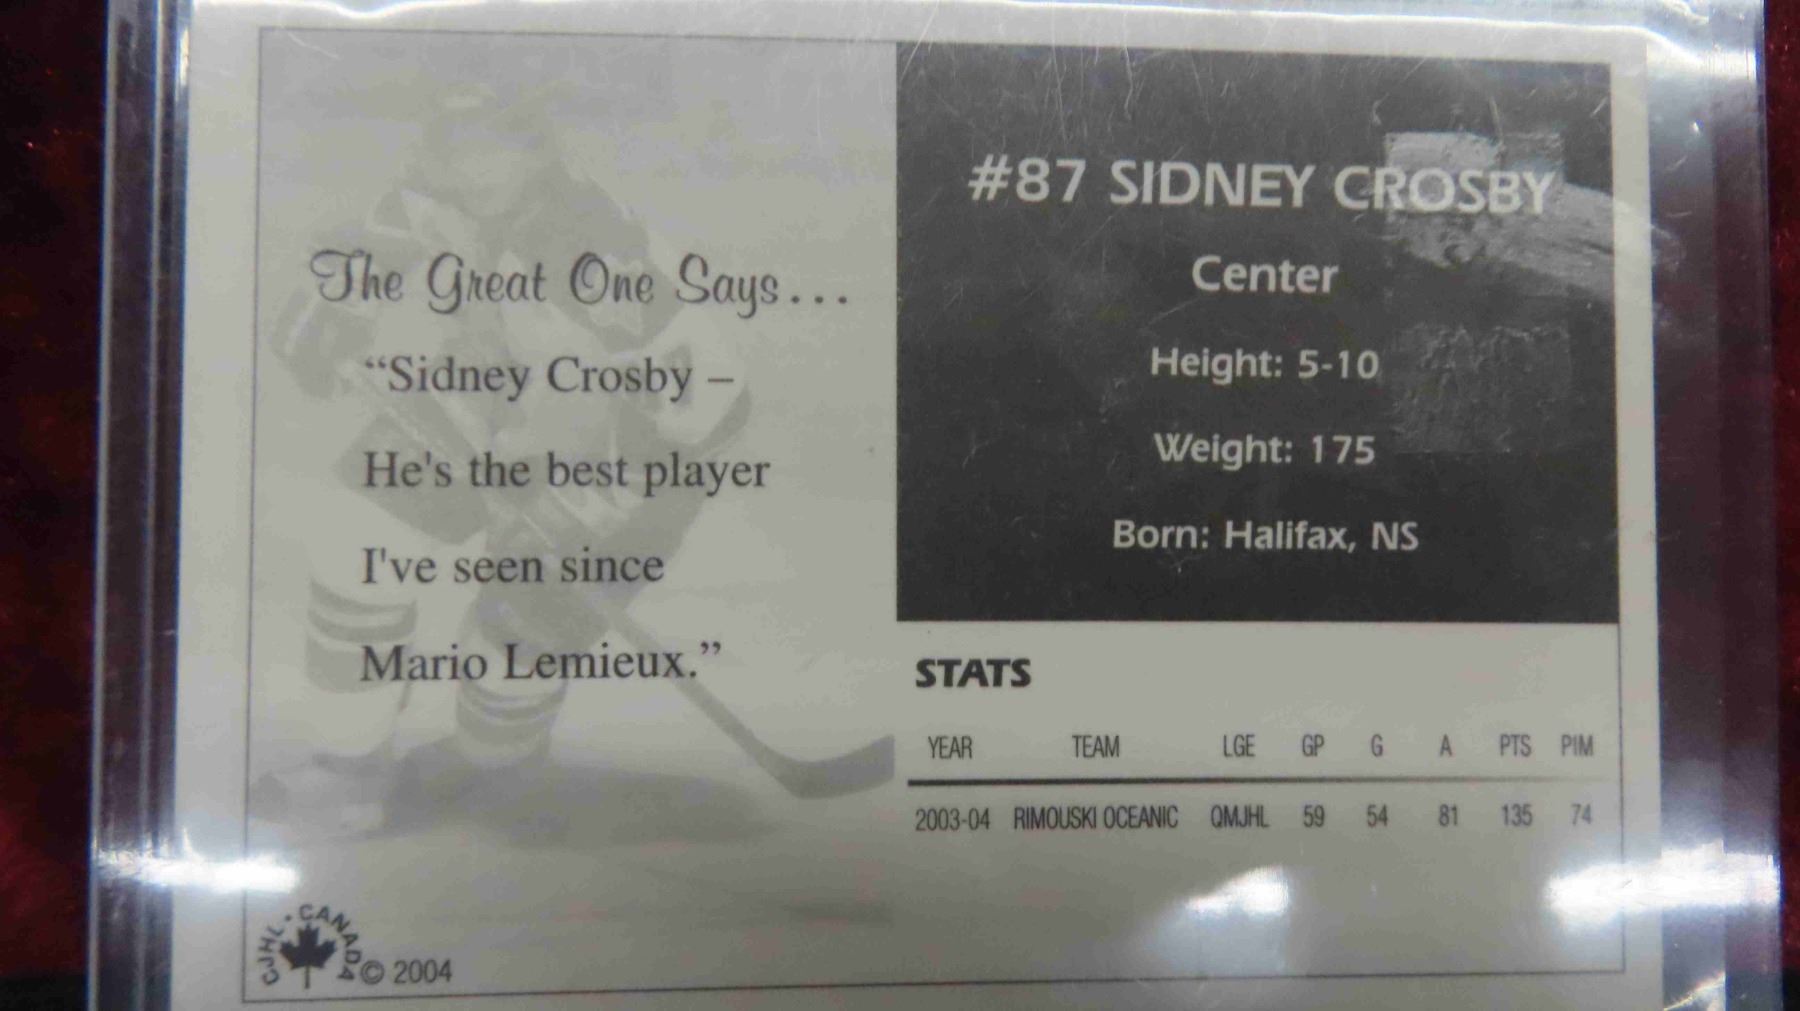 The Great One Says...
“Sidney Crosby –
He's the best player
I've seen since
Mario Lemieux.”
CJHL · CANADA
© 2004
#87 SIDNEY CROSBY
Center
Height: 5-10
Weight: 175
Born: Halifax, NS
STATS
YEAR TEAM LGE GP G A PTS PIM
2003-04 RIMOUSKI OCEANIC QMJHL 59 54 81 135 74